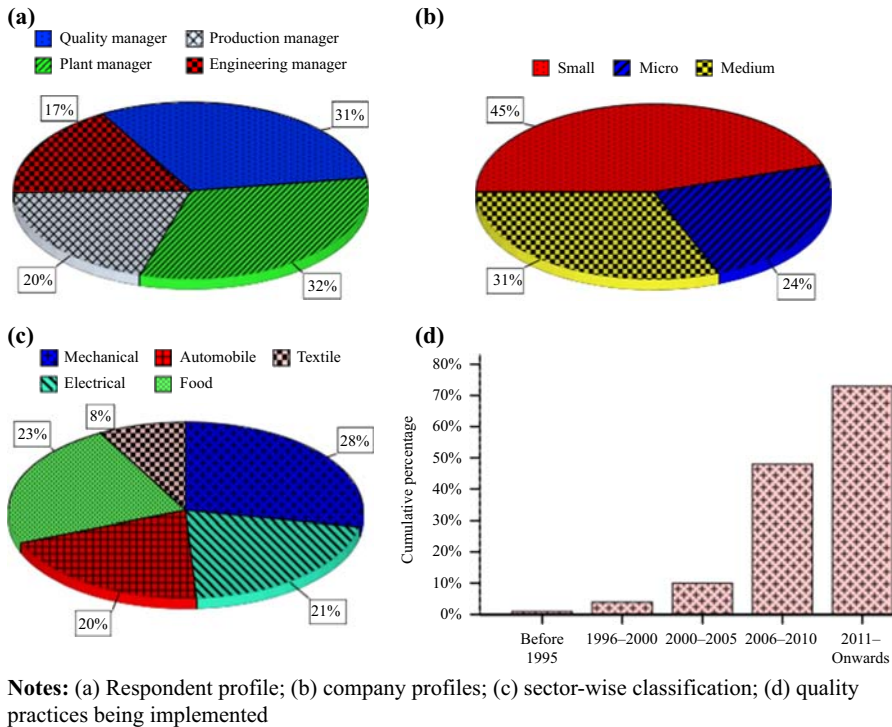 (a)
Quality manager
Production manager
Plant manager
Engineering manager
17%
31%
20%
32%
(b)
Small
Micro
Medium
45%
31%
24%
(c)
Mechanical
Automobile
Textile
Electrical
Food
8%
23%
28%
20%
21%
(d)
80%
70%
60%
50%
40%
30%
20%
10%
0%
Cumulative percentage
Before
1995
1996–2000
2000–2005
2006–2010
2011–
Onwards
Notes: (a) Respondent profile; (b) company profiles; (c) sector-wise classification; (d) quality
practices being implemented